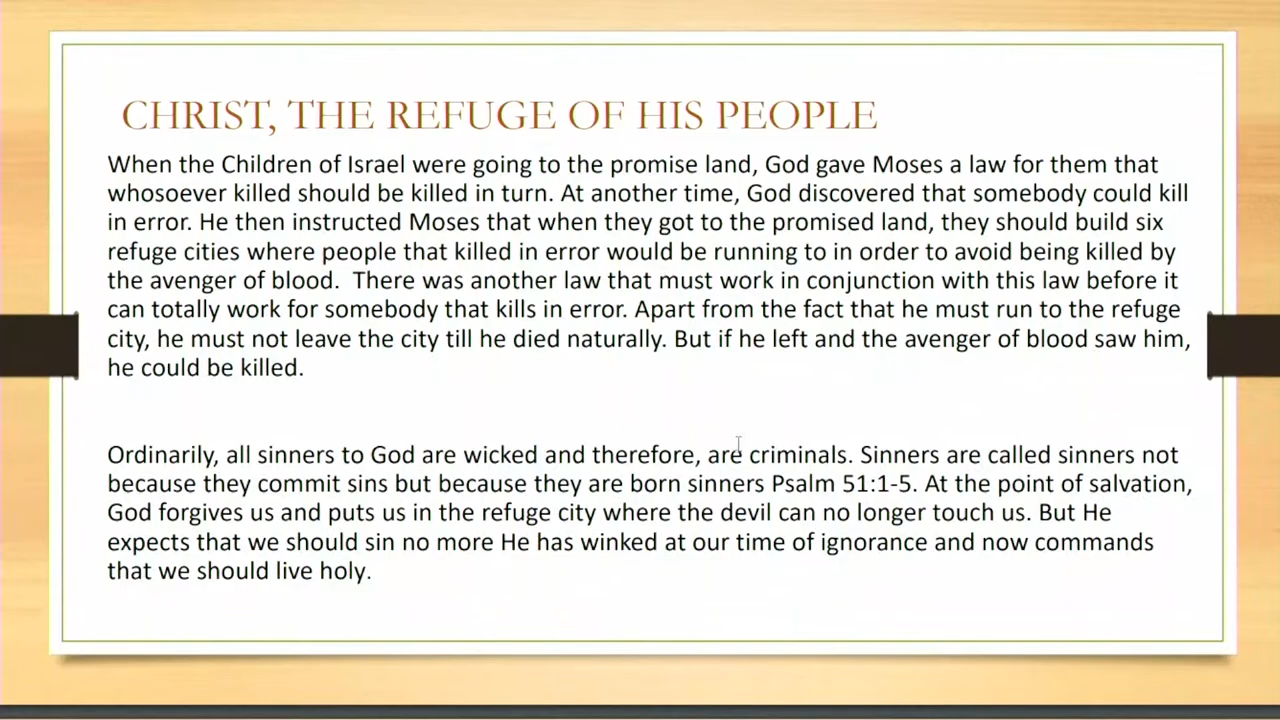 CHRIST, THE REFUGE OF HIS PEOPLE
When the Children of Israel were going to the promise land, God gave Moses a law for them that
whosoever killed should be killed in turn. At another time, God discovered that somebody could kill
in error. He then instructed Moses that when they got to the promised land, they should build six
refuge cities where people that killed in error would be running to in order to avoid being killed by
the avenger of blood.  There was another law that must work in conjunction with this law before it
can totally work for somebody that kills in error. Apart from the fact that he must run to the refuge
city, he must not leave the city till he died naturally. But if he left and the avenger of blood saw him,
he could be killed.
Ordinarily, all sinners to God are wicked and therefore, are criminals. Sinners are called sinners not
because they commit sins but because they are born sinners Psalm 51:1-5. At the point of salvation,
God forgives us and puts us in the refuge city where the devil can no longer touch us. But He
expects that we should sin no more He has winked at our time of ignorance and now commands
that we should live holy.